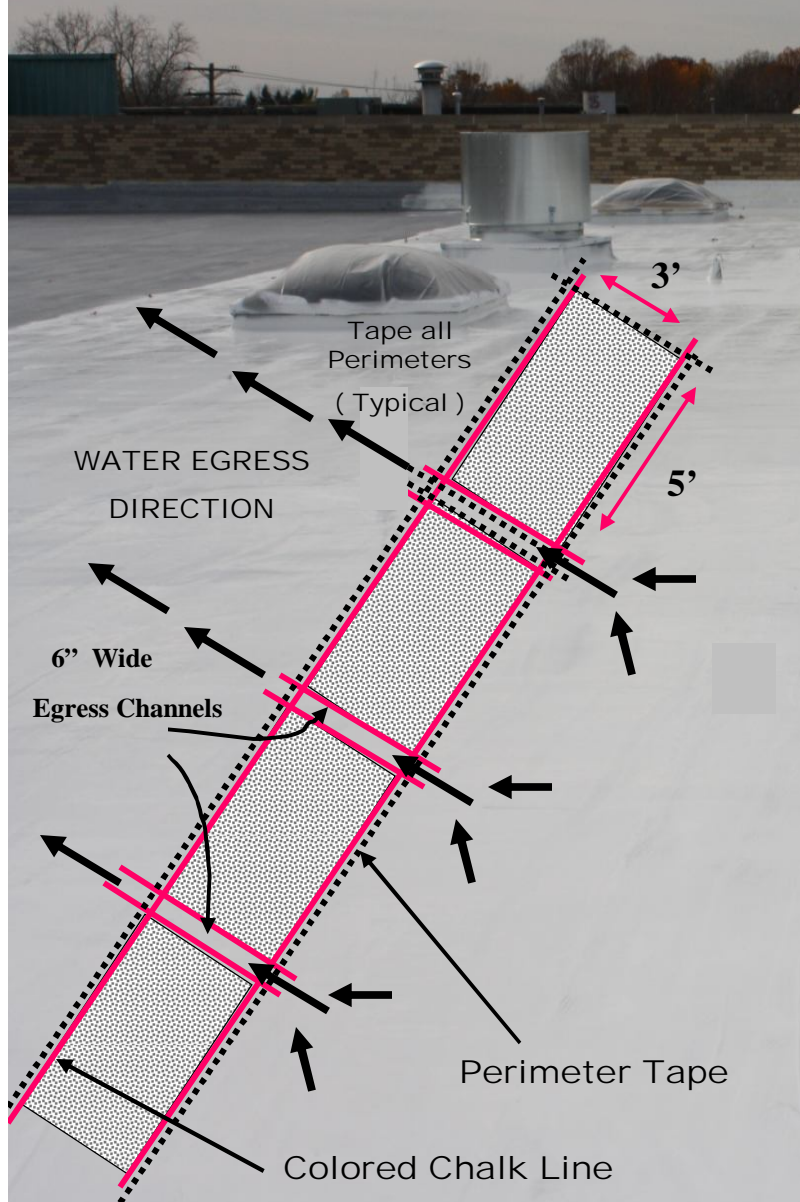 3’
Tape all
Perimeters
( Typical )
WATER EGRESS
DIRECTION
5’
6” Wide
Egress Channels
Perimeter Tape
Colored Chalk Line